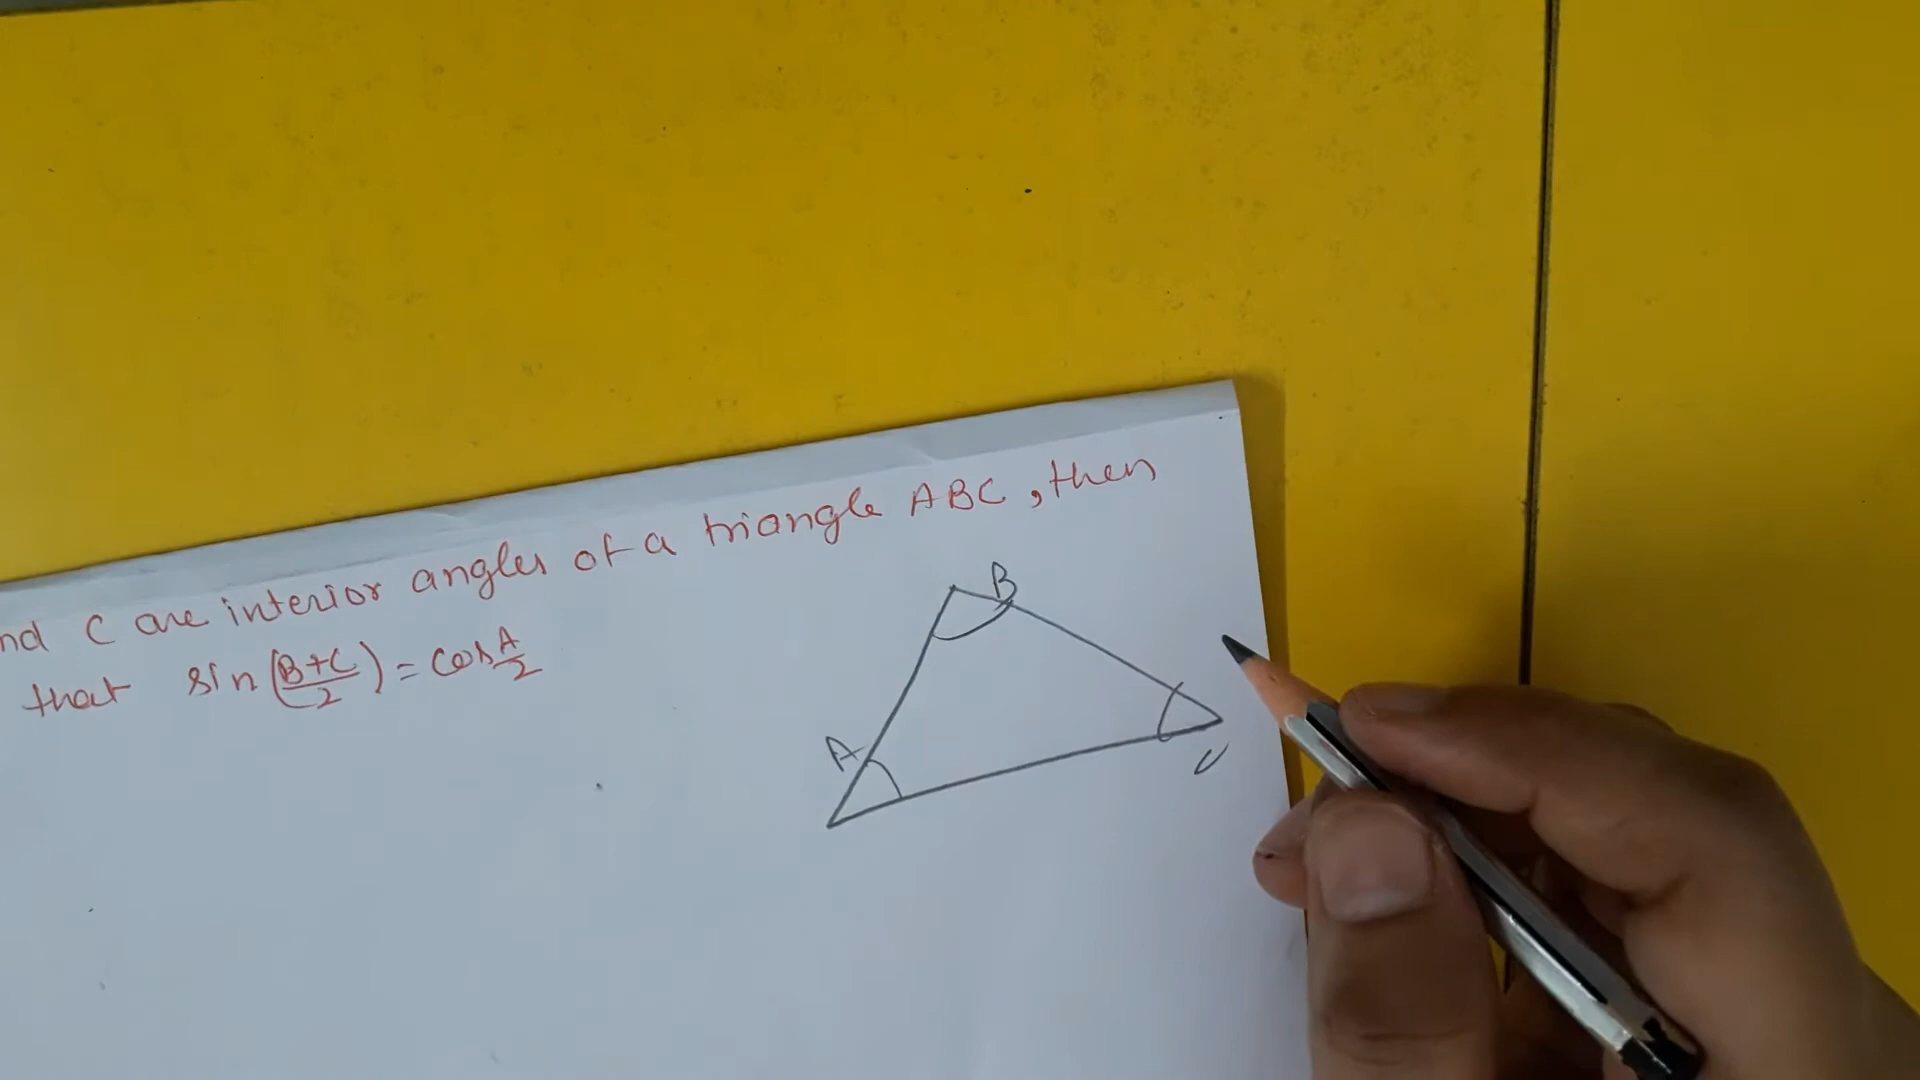 nd C are interior angles of a triangle ABC, then
that sin(B+C/2) = cos A/2
B
A
C